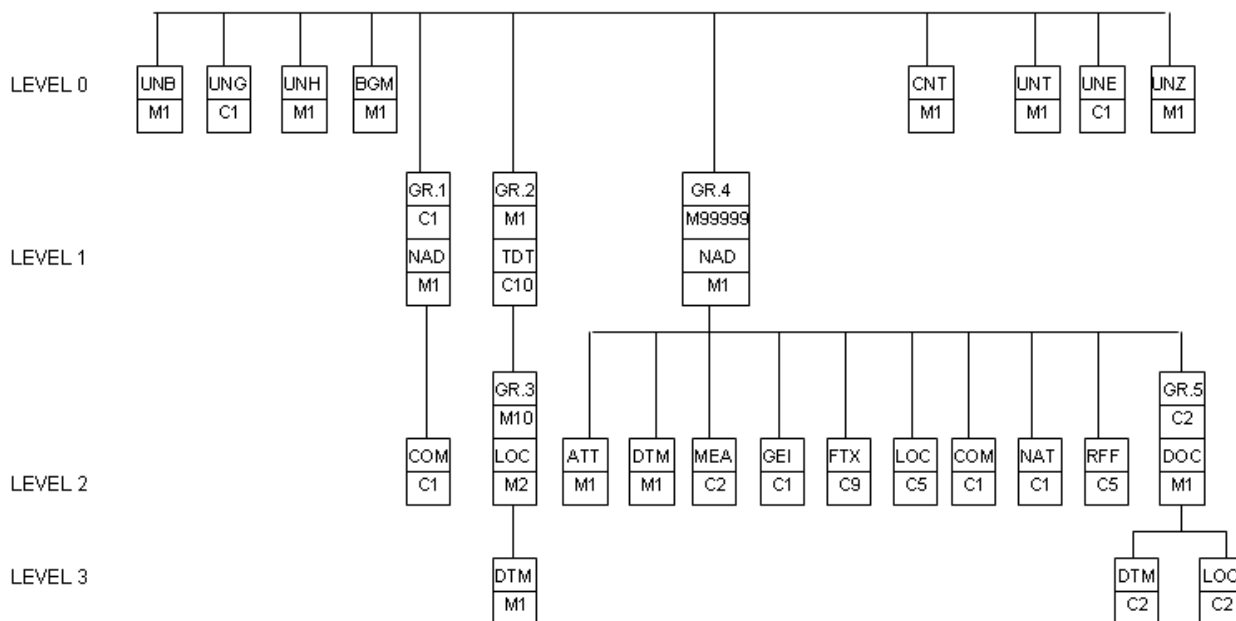 LEVEL 0
UNB UNG UNH BGM CNT UNT UNE UNZ
M1 C1 M1 M1 M1 M1 C1 M1
GR.1 GR.2 GR.4
C1 M1 M99999
LEVEL 1
NAD TDT NAD
M1 C10 M1
GR.3 GR.5
M10 C2
COM LOC ATT DTM MEA GEI FTX LOC COM NAT RFF DOC
LEVEL 2
C1 M2 M1 M1 C2 C1 C9 C5 C1 C1 C5 M1
LEVEL 3
DTM DTM LOC
M1 C2 C2